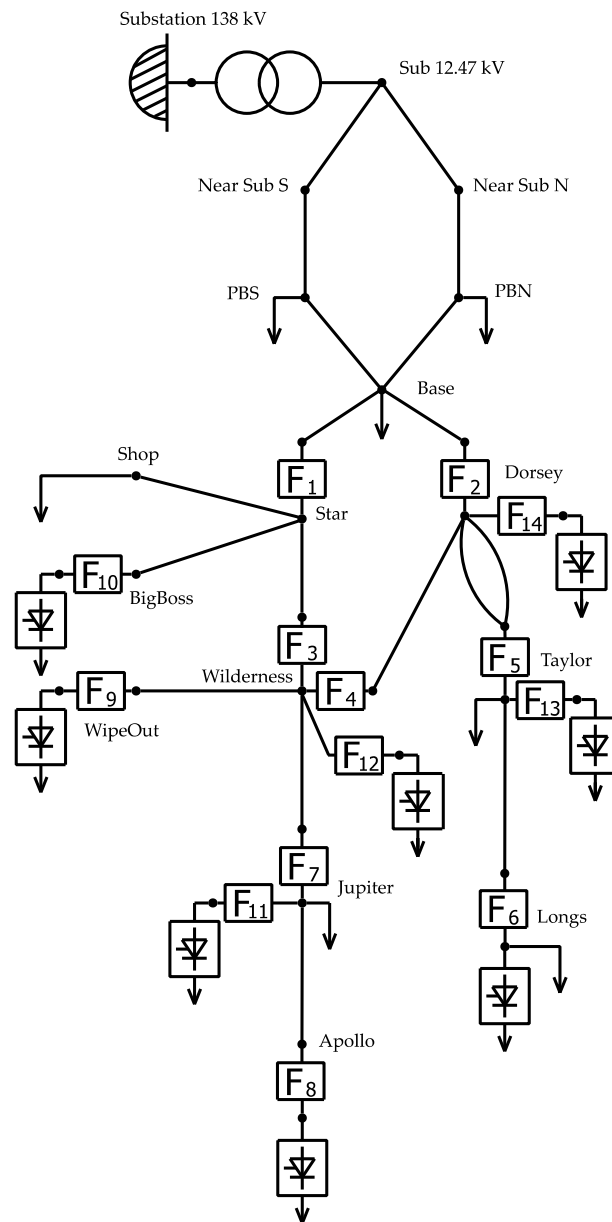 Substation 138 kV
Sub 12.47 kV
Near Sub S
Near Sub N
PBS
PBN
Base
Shop
F1
F2
Dorsey
Star
F14
F10
BigBoss
F3
F5
Taylor
Wilderness
F9
F4
F13
WipeOut
F12
F7
Jupiter
F11
F6
Longs
Apollo
F8